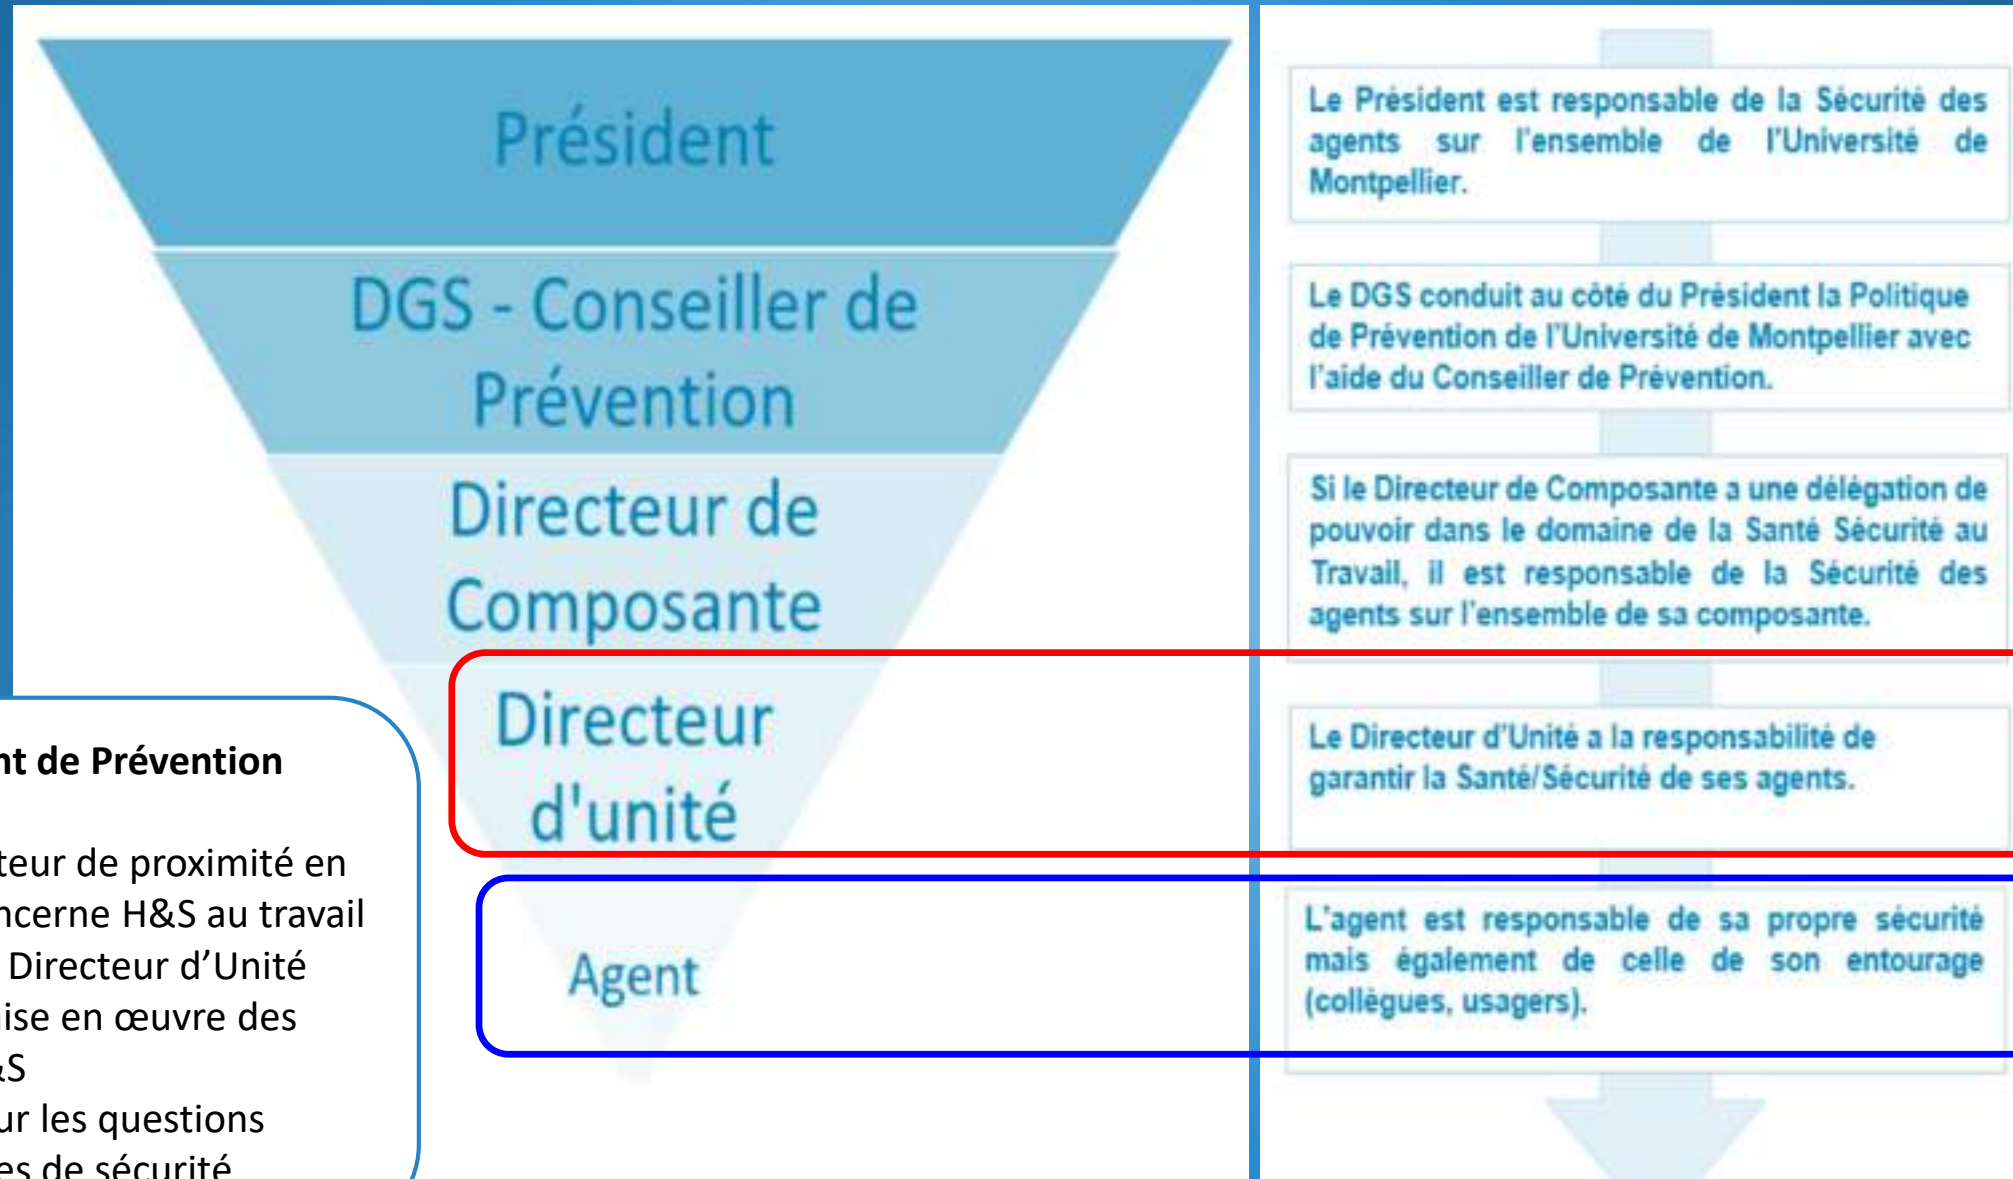 Président
DGS - Conseiller de
Prévention
Directeur de
Composante
Directeur
d'unité
Agent
Le Président est responsable de la Sécurité des
agents sur l'ensemble de l'Université de
Montpellier.
Le DGS conduit au côté du Président la Politique
de Prévention de l'Université de Montpellier avec
l'aide du Conseiller de Prévention.
Si le Directeur de Composante a une délégation de
pouvoir dans le domaine de la Santé Sécurité au
Travail, il est responsable de la Sécurité des
agents sur l'ensemble de sa composante.
Le Directeur d'Unité a la responsabilité de
garantir la Santé/Sécurité de ses agents.
L'agent est responsable de sa propre sécurité
mais également de celle de son entourage
(collègues, usagers).
nt de Prévention
teur de proximité en
ncerne H&S au travail
Directeur d’Unité
ise en œuvre des
&S
ur les questions
es de sécurité